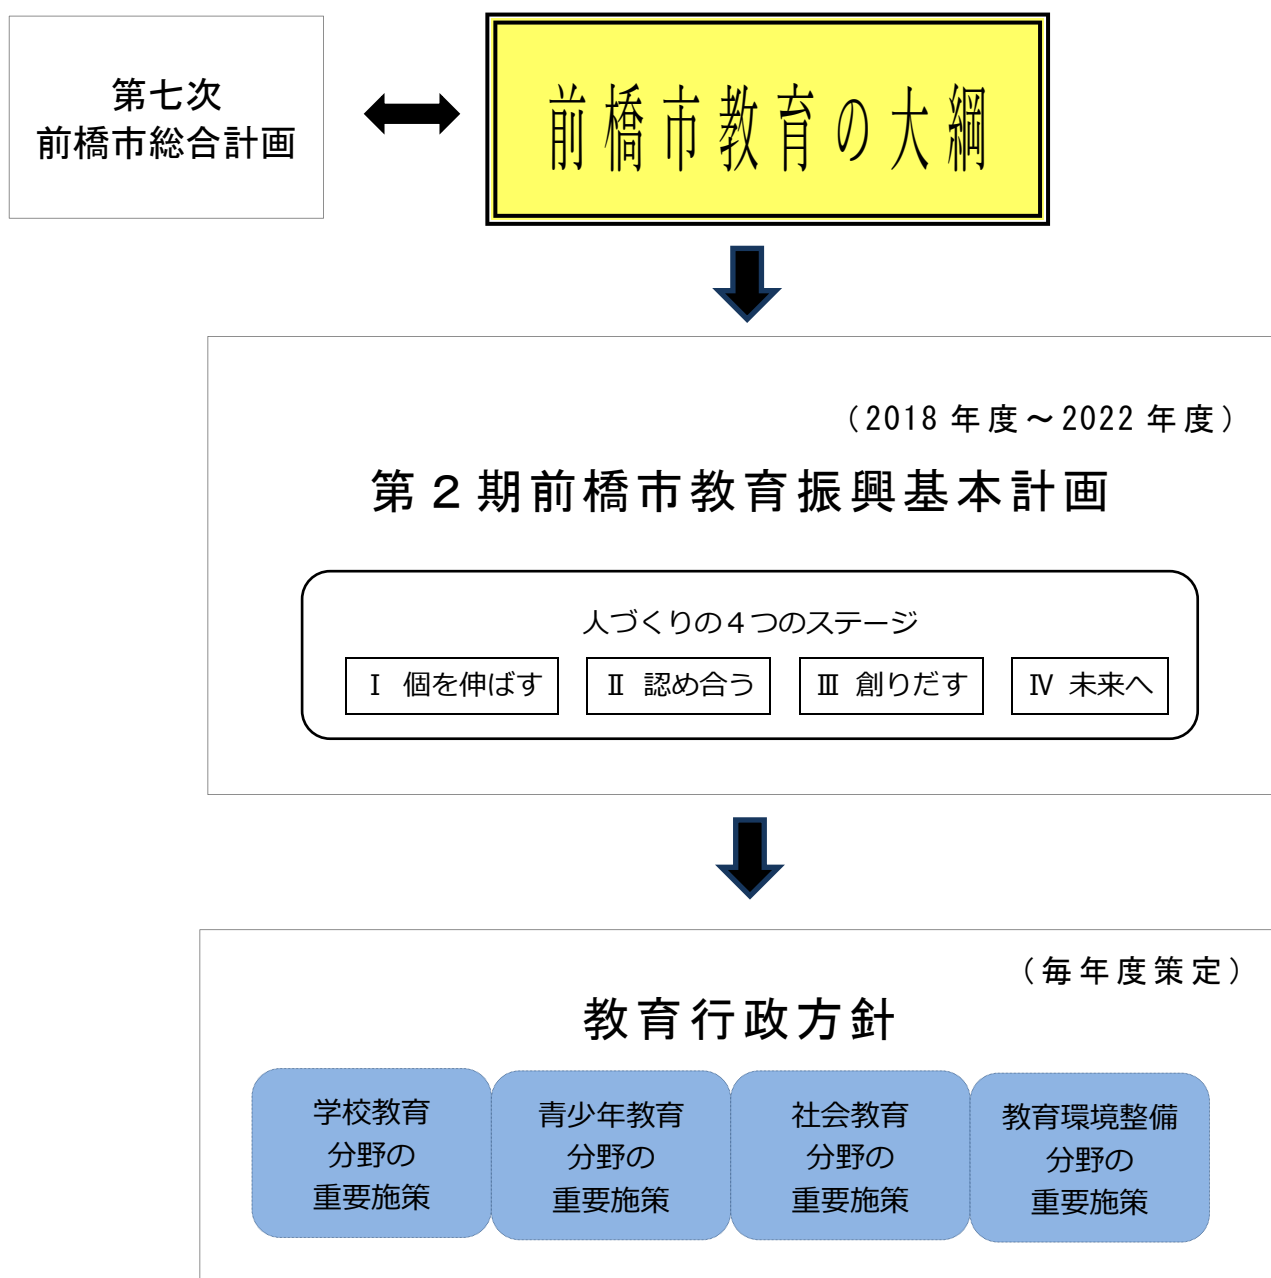 第七次
前橋市総合計画
前橋市教育の大綱
（2018 年度～2022 年度）
第２期前橋市教育振興基本計画
人づくりの４つのステージ
Ⅰ 個を伸ばす
Ⅱ 認め合う
Ⅲ 創りだす
Ⅳ 未来へ
（毎年度策定）
教育行政方針
学校教育
分野の
重要施策
青少年教育
分野の
重要施策
社会教育
分野の
重要施策
教育環境整備
分野の
重要施策